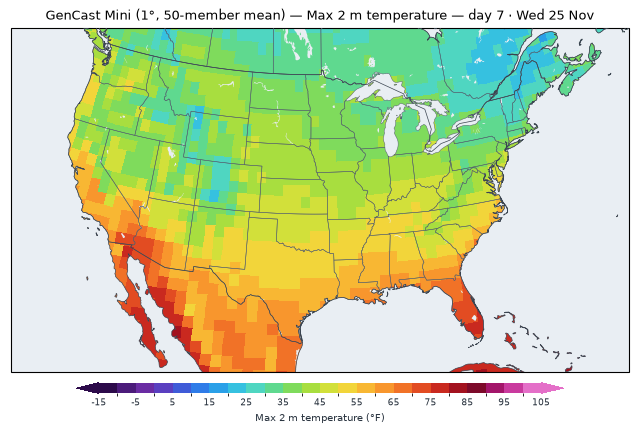 GenCast Mini (1°, 50-member mean) — Max 2 m temperature — day 7 · Wed 25 Nov
-15 -5 5 15 25 35 45 55 65 75 85 95 105
Max 2 m temperature (°F)